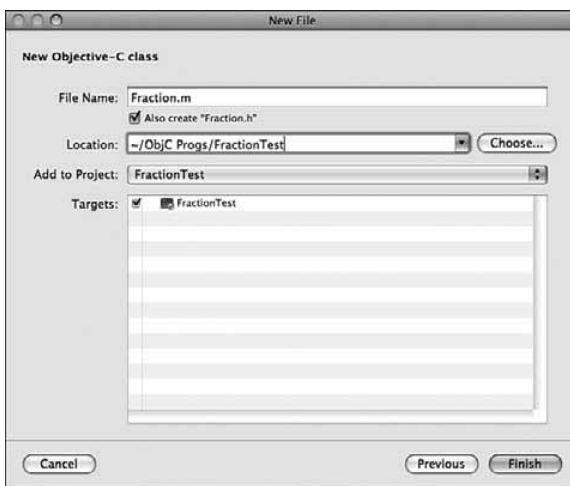 New File
New Objective-C class
File Name: Fraction.m
Also create "Fraction.h"
Location: ~/ObjC Progs/FractionTest Choose...
Add to Project: FractionTest
Targets: FractionTest
Cancel Previous Finish